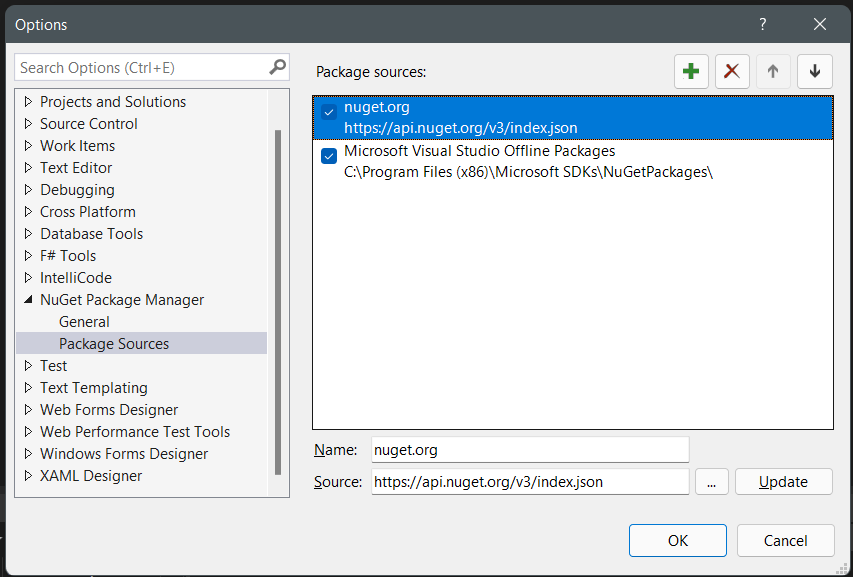 Options
?
Search Options (Ctrl+E)
Projects and Solutions
Source Control
Work Items
Text Editor
Debugging
Cross Platform
Database Tools
F# Tools
IntelliCode
NuGet Package Manager
General
Package Sources
Test
Text Templating
Web Forms Designer
Web Performance Test Tools
Windows Forms Designer
XAML Designer
Package sources:
nuget.org
https://api.nuget.org/v3/index.json
Microsoft Visual Studio Offline Packages
C:\Program Files (x86)\Microsoft SDKs\NuGetPackages\
Name: nuget.org
Source: https://api.nuget.org/v3/index.json ... Update
OK Cancel